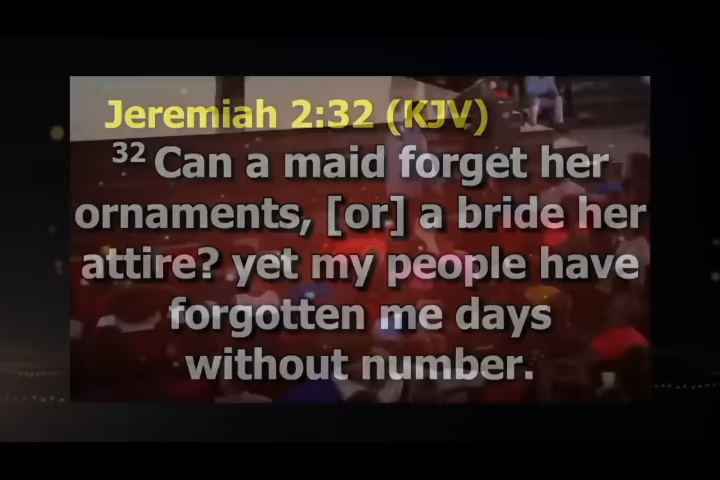 Jeremiah 2:32 (KJV)
32 Can a maid forget her
ornaments, [or] a bride her
attire? yet my people have
forgotten me days
without number.